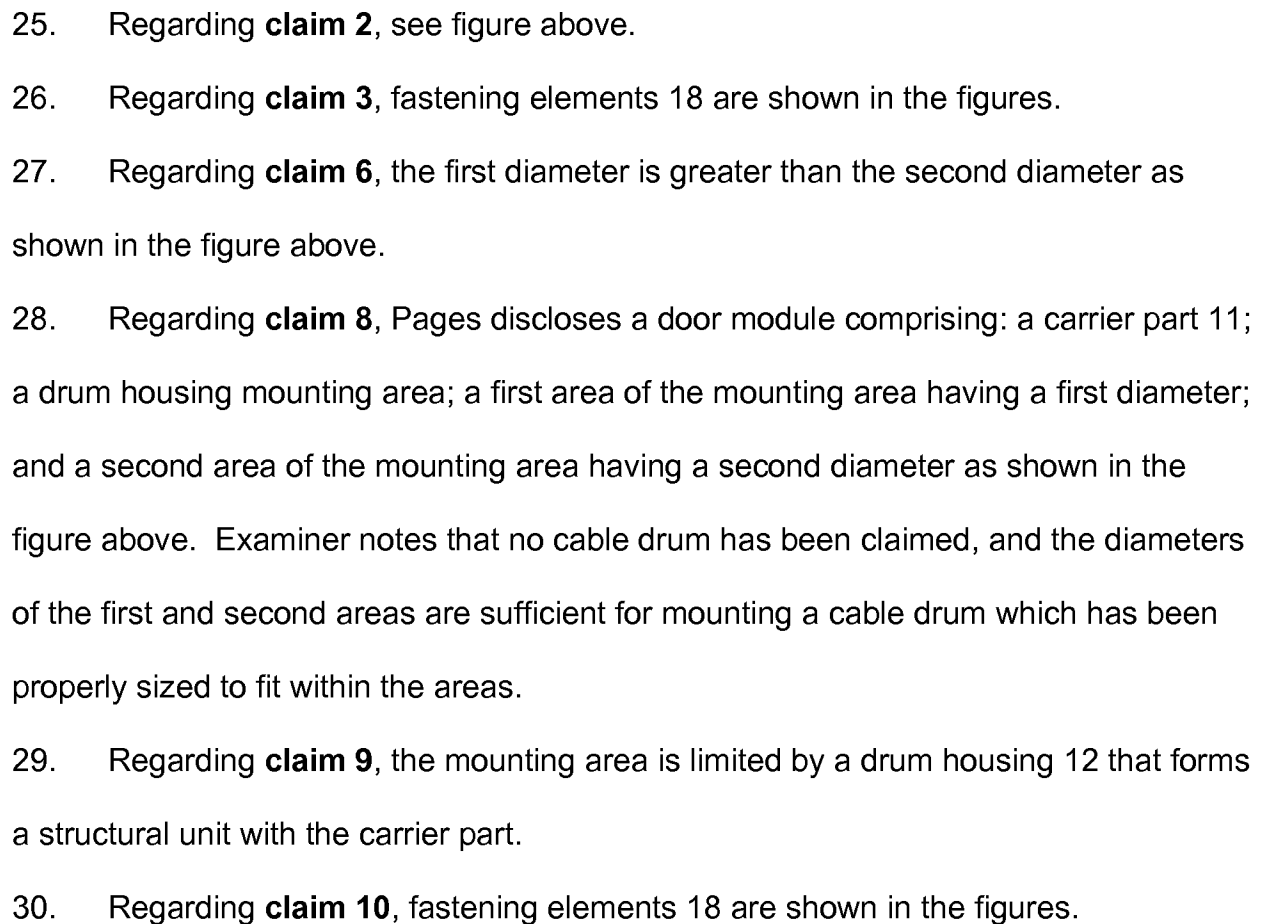 25. Regarding claim 2, see figure above.
26. Regarding claim 3, fastening elements 18 are shown in the figures.
27. Regarding claim 6, the first diameter is greater than the second diameter as
shown in the figure above.
28. Regarding claim 8, Pages discloses a door module comprising: a carrier part 11;
a drum housing mounting area; a first area of the mounting area having a first diameter;
and a second area of the mounting area having a second diameter as shown in the
figure above.  Examiner notes that no cable drum has been claimed, and the diameters
of the first and second areas are sufficient for mounting a cable drum which has been
properly sized to fit within the areas.
29. Regarding claim 9, the mounting area is limited by a drum housing 12 that forms
a structural unit with the carrier part.
30. Regarding claim 10, fastening elements 18 are shown in the figures.